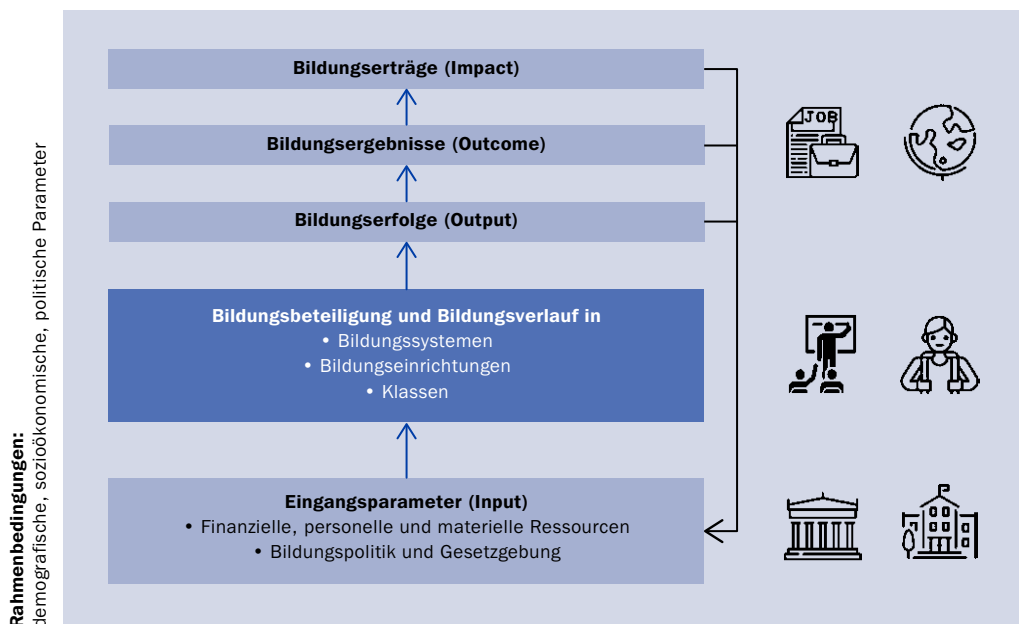 Bildungserträge (Impact)
Bildungsergebnisse (Outcome)
Bildungserfolge (Output)
Bildungsbeteiligung und Bildungsverlauf in
• Bildungssystemen
• Bildungseinrichtungen
• Klassen
Eingangsparameter (Input)
• Finanzielle, personelle und materielle Ressourcen
• Bildungspolitik und Gesetzgebung
JOB
Rahmenbedingungen:
demografische, sozioökonomische, politische Parameter